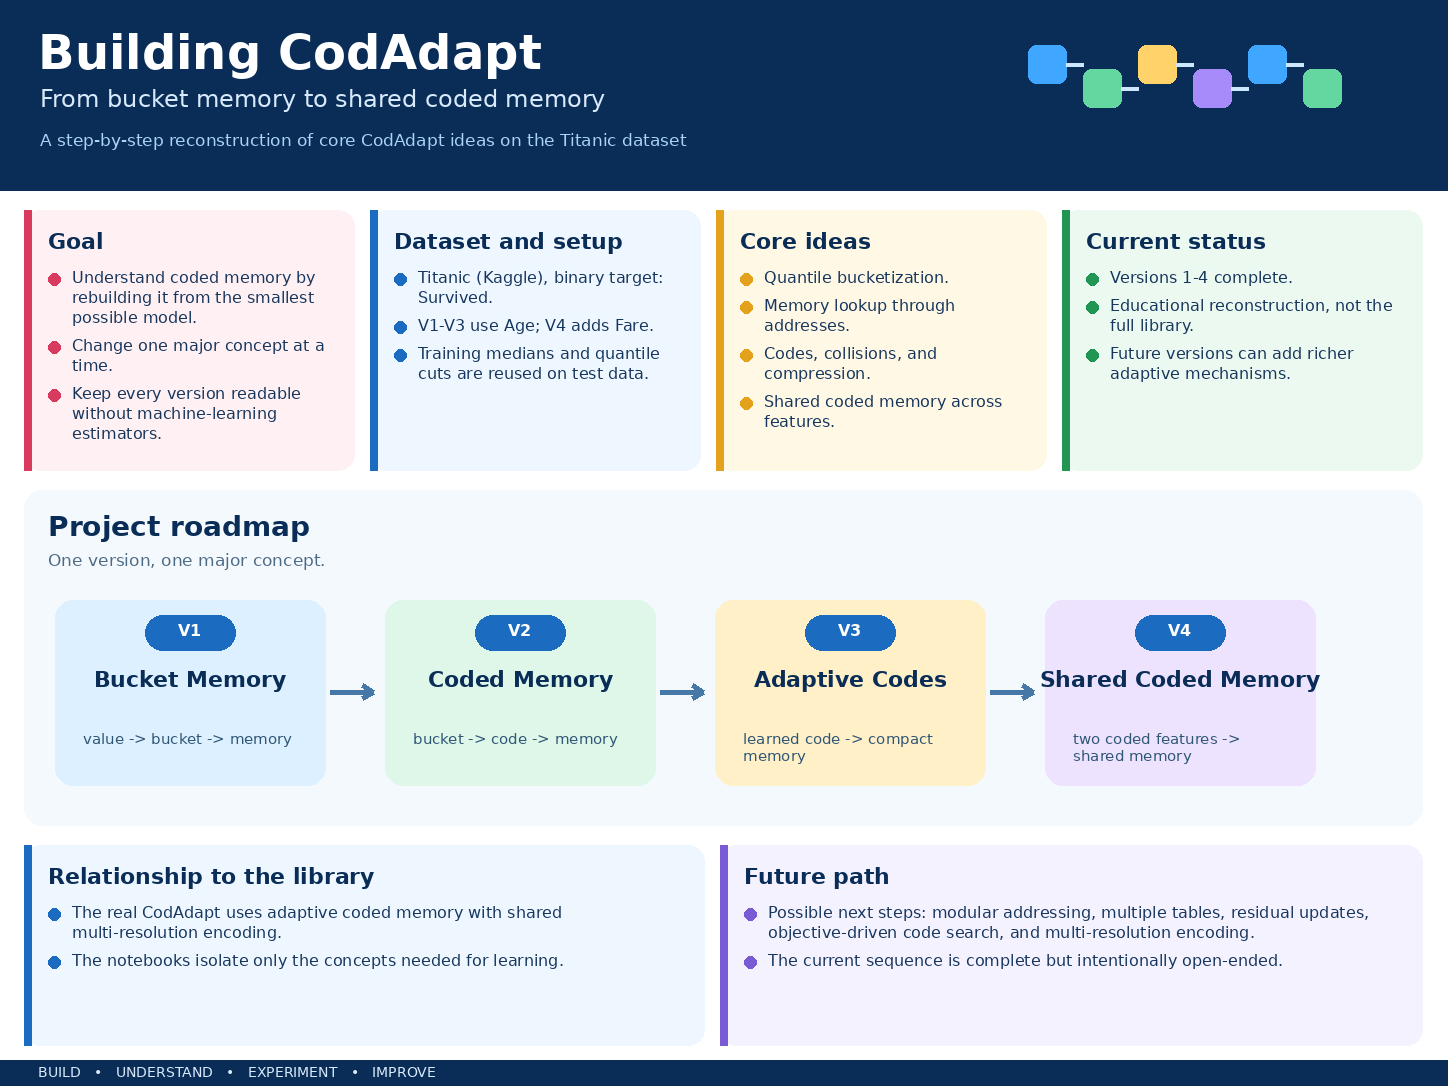 Building CodAdapt
From bucket memory to shared coded memory
A step-by-step reconstruction of core CodAdapt ideas on the Titanic dataset
Goal
Understand coded memory by
rebuilding it from the smallest
possible model.
Change one major concept at a
time.
Keep every version readable
without machine-learning
estimators.
Dataset and setup
Titanic (Kaggle), binary target:
Survived.
V1-V3 use Age; V4 adds Fare.
Training medians and quantile
cuts are reused on test data.
Core ideas
Quantile bucketization.
Memory lookup through
addresses.
Codes, collisions, and
compression.
Shared coded memory across
features.
Current status
Versions 1-4 complete.
Educational reconstruction, not the
full library.
Future versions can add richer
adaptive mechanisms.
Project roadmap
One version, one major concept.
V1
Bucket Memory
value -> bucket -> memory
V2
Coded Memory
bucket -> code -> memory
V3
Adaptive Codes
learned code -> compact
memory
V4
Shared Coded Memory
two coded features ->
shared memory
Relationship to the library
The real CodAdapt uses adaptive coded memory with shared
multi-resolution encoding.
The notebooks isolate only the concepts needed for learning.
Future path
Possible next steps: modular addressing, multiple tables, residual updates,
objective-driven code search, and multi-resolution encoding.
The current sequence is complete but intentionally open-ended.
BUILD • UNDERSTAND • EXPERIMENT • IMPROVE